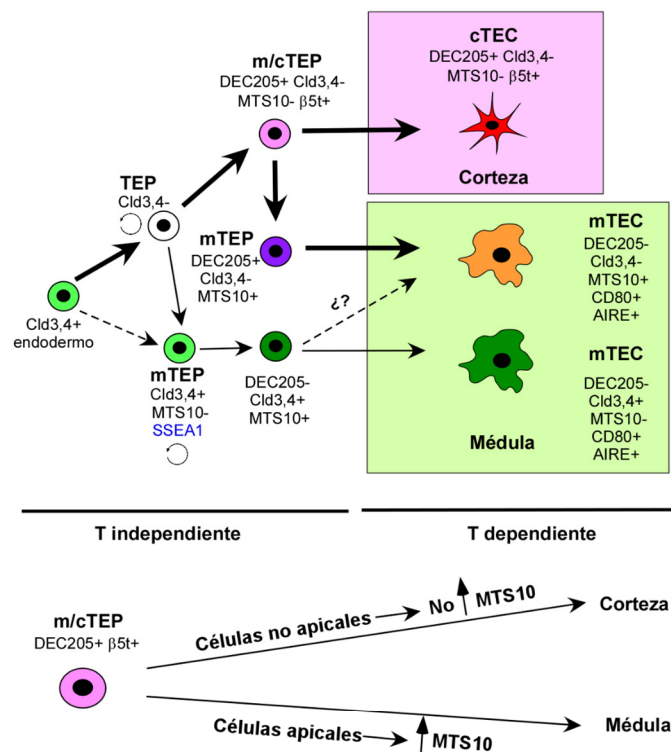 cTEC
DEC205+ Cld3,4-
MTS10- β5t+
Corteza
m/cTEP
DEC205+ Cld3,4-
MTS10- β5t+
TEP
Cld3,4-
mTEP
DEC205+
Cld3,4-
MTS10+
mTEC
DEC205-
Cld3,4-
MTS10+
CD80+
AIRE+
¿?
Cld3,4+
endodermo
mTEP
Cld3,4+
MTS10-
SSEA1
DEC205-
Cld3,4+
MTS10+
mTEC
DEC205-
Cld3,4+
MTS10-
CD80+
AIRE+
Médula
T independiente
T dependiente
m/cTEP
DEC205+ β5t+
Células no apicales
No
MTS10
Corteza
Células apicales
MTS10
Médula